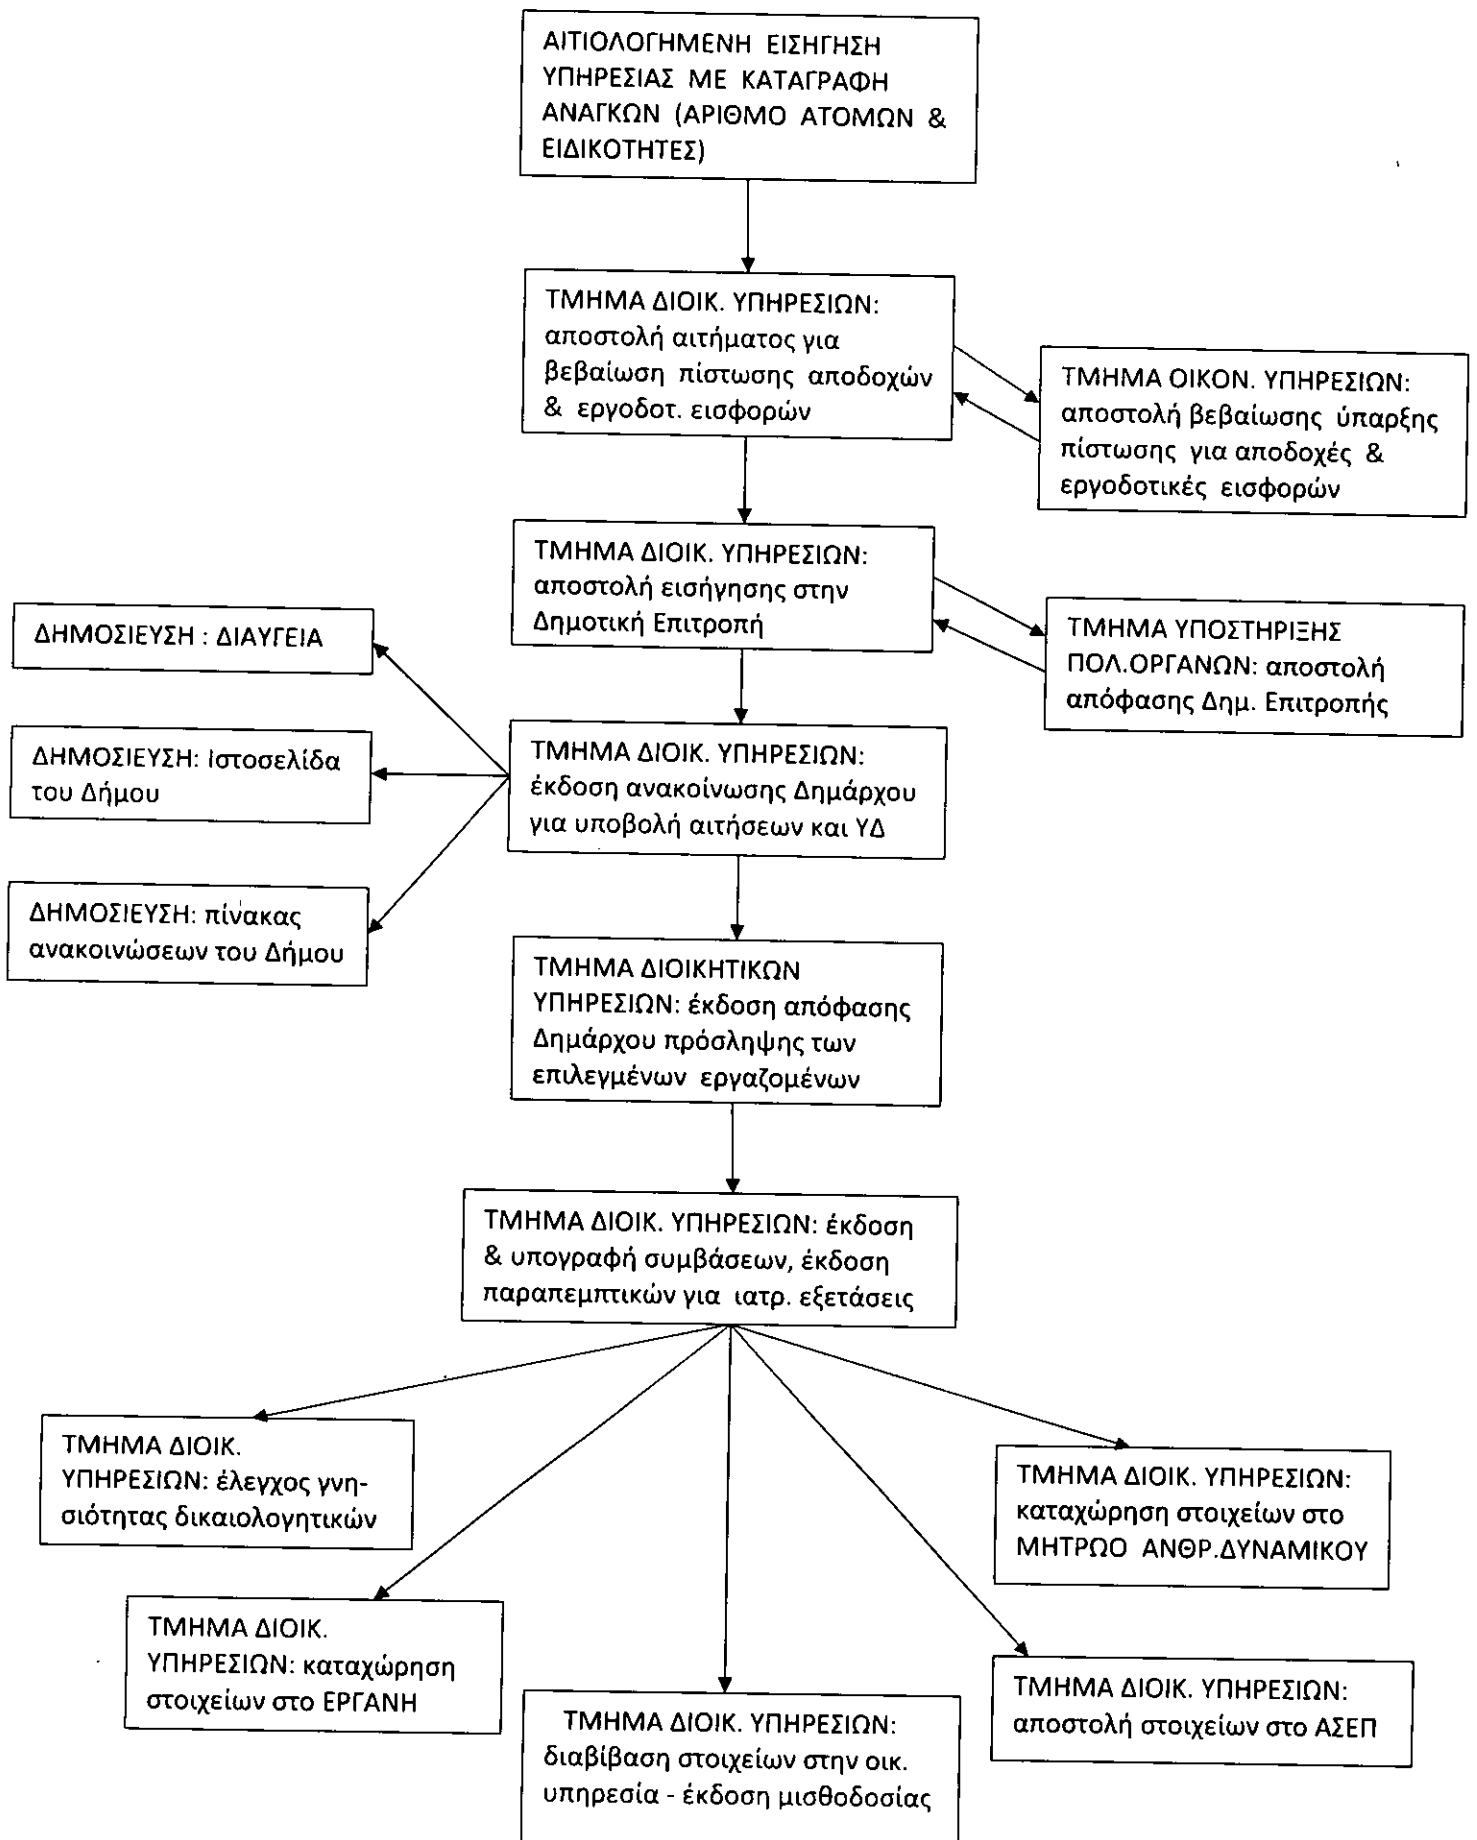 ΑΙΤΙΟΛΟΓΗΜΕΝΗ ΕΙΣΗΓΗΣΗ
ΥΠΗΡΕΣΙΑΣ ΜΕ ΚΑΤΑΓΡΑΦΗ
ΑΝΑΓΚΩΝ (ΑΡΙΘΜΟ ΑΤΟΜΩΝ &
ΕΙΔΙΚΟΤΗΤΕΣ)
ΤΜΗΜΑ ΔΙΟΙΚ. ΥΠΗΡΕΣΙΩΝ:
αποστολή αιτήματος για
βεβαίωση πίστωσης αποδοχών
& εργοδοτ. εισφορών
ΤΜΗΜΑ ΟΙΚΟΝ. ΥΠΗΡΕΣΙΩΝ:
αποστολή βεβαίωσης ύπαρξης
πίστωσης για αποδοχές &
εργοδοτικές εισφορών
ΤΜΗΜΑ ΔΙΟΙΚ. ΥΠΗΡΕΣΙΩΝ:
αποστολή εισήγησης στην
Δημοτική Επιτροπή
ΤΜΗΜΑ ΥΠΟΣΤΗΡΙΞΗΣ
ΠΟΛ.ΟΡΓΑΝΩΝ: αποστολή
απόφασης Δημ. Επιτροπής
ΔΗΜΟΣΙΕΥΣΗ : ΔΙΑΥΓΕΙΑ
ΔΗΜΟΣΙΕΥΣΗ: Ιστοσελίδα
του Δήμου
ΤΜΗΜΑ ΔΙΟΙΚ. ΥΠΗΡΕΣΙΩΝ:
έκδοση ανακοίνωσης Δημάρχου
για υποβολή αιτήσεων και ΥΔ
ΔΗΜΟΣΙΕΥΣΗ: πίνακας
ανακοινώσεων του Δήμου
ΤΜΗΜΑ ΔΙΟΙΚΗΤΙΚΩΝ
ΥΠΗΡΕΣΙΩΝ: έκδοση απόφασης
Δημάρχου πρόσληψης των
επιλεγμένων εργαζομένων
ΤΜΗΜΑ ΔΙΟΙΚ. ΥΠΗΡΕΣΙΩΝ: έκδοση
& υπογραφή συμβάσεων, έκδοση
παραπεμπτικών για ιατρ. εξετάσεις
ΤΜΗΜΑ ΔΙΟΙΚ.
ΥΠΗΡΕΣΙΩΝ: έλεγχος γνη-
σιότητας δικαιολογητικών
ΤΜΗΜΑ ΔΙΟΙΚ. ΥΠΗΡΕΣΙΩΝ:
καταχώρηση στοιχείων στο
ΜΗΤΡΩΟ ΑΝΘΡ.ΔΥΝΑΜΙΚΟΥ
ΤΜΗΜΑ ΔΙΟΙΚ.
ΥΠΗΡΕΣΙΩΝ: καταχώρηση
στοιχείων στο ΕΡΓΑΝΗ
ΤΜΗΜΑ ΔΙΟΙΚ. ΥΠΗΡΕΣΙΩΝ:
διαβίβαση στοιχείων στην οικ.
υπηρεσία - έκδοση μισθοδοσίας
ΤΜΗΜΑ ΔΙΟΙΚ. ΥΠΗΡΕΣΙΩΝ:
αποστολή στοιχείων στο ΑΣΕΠ